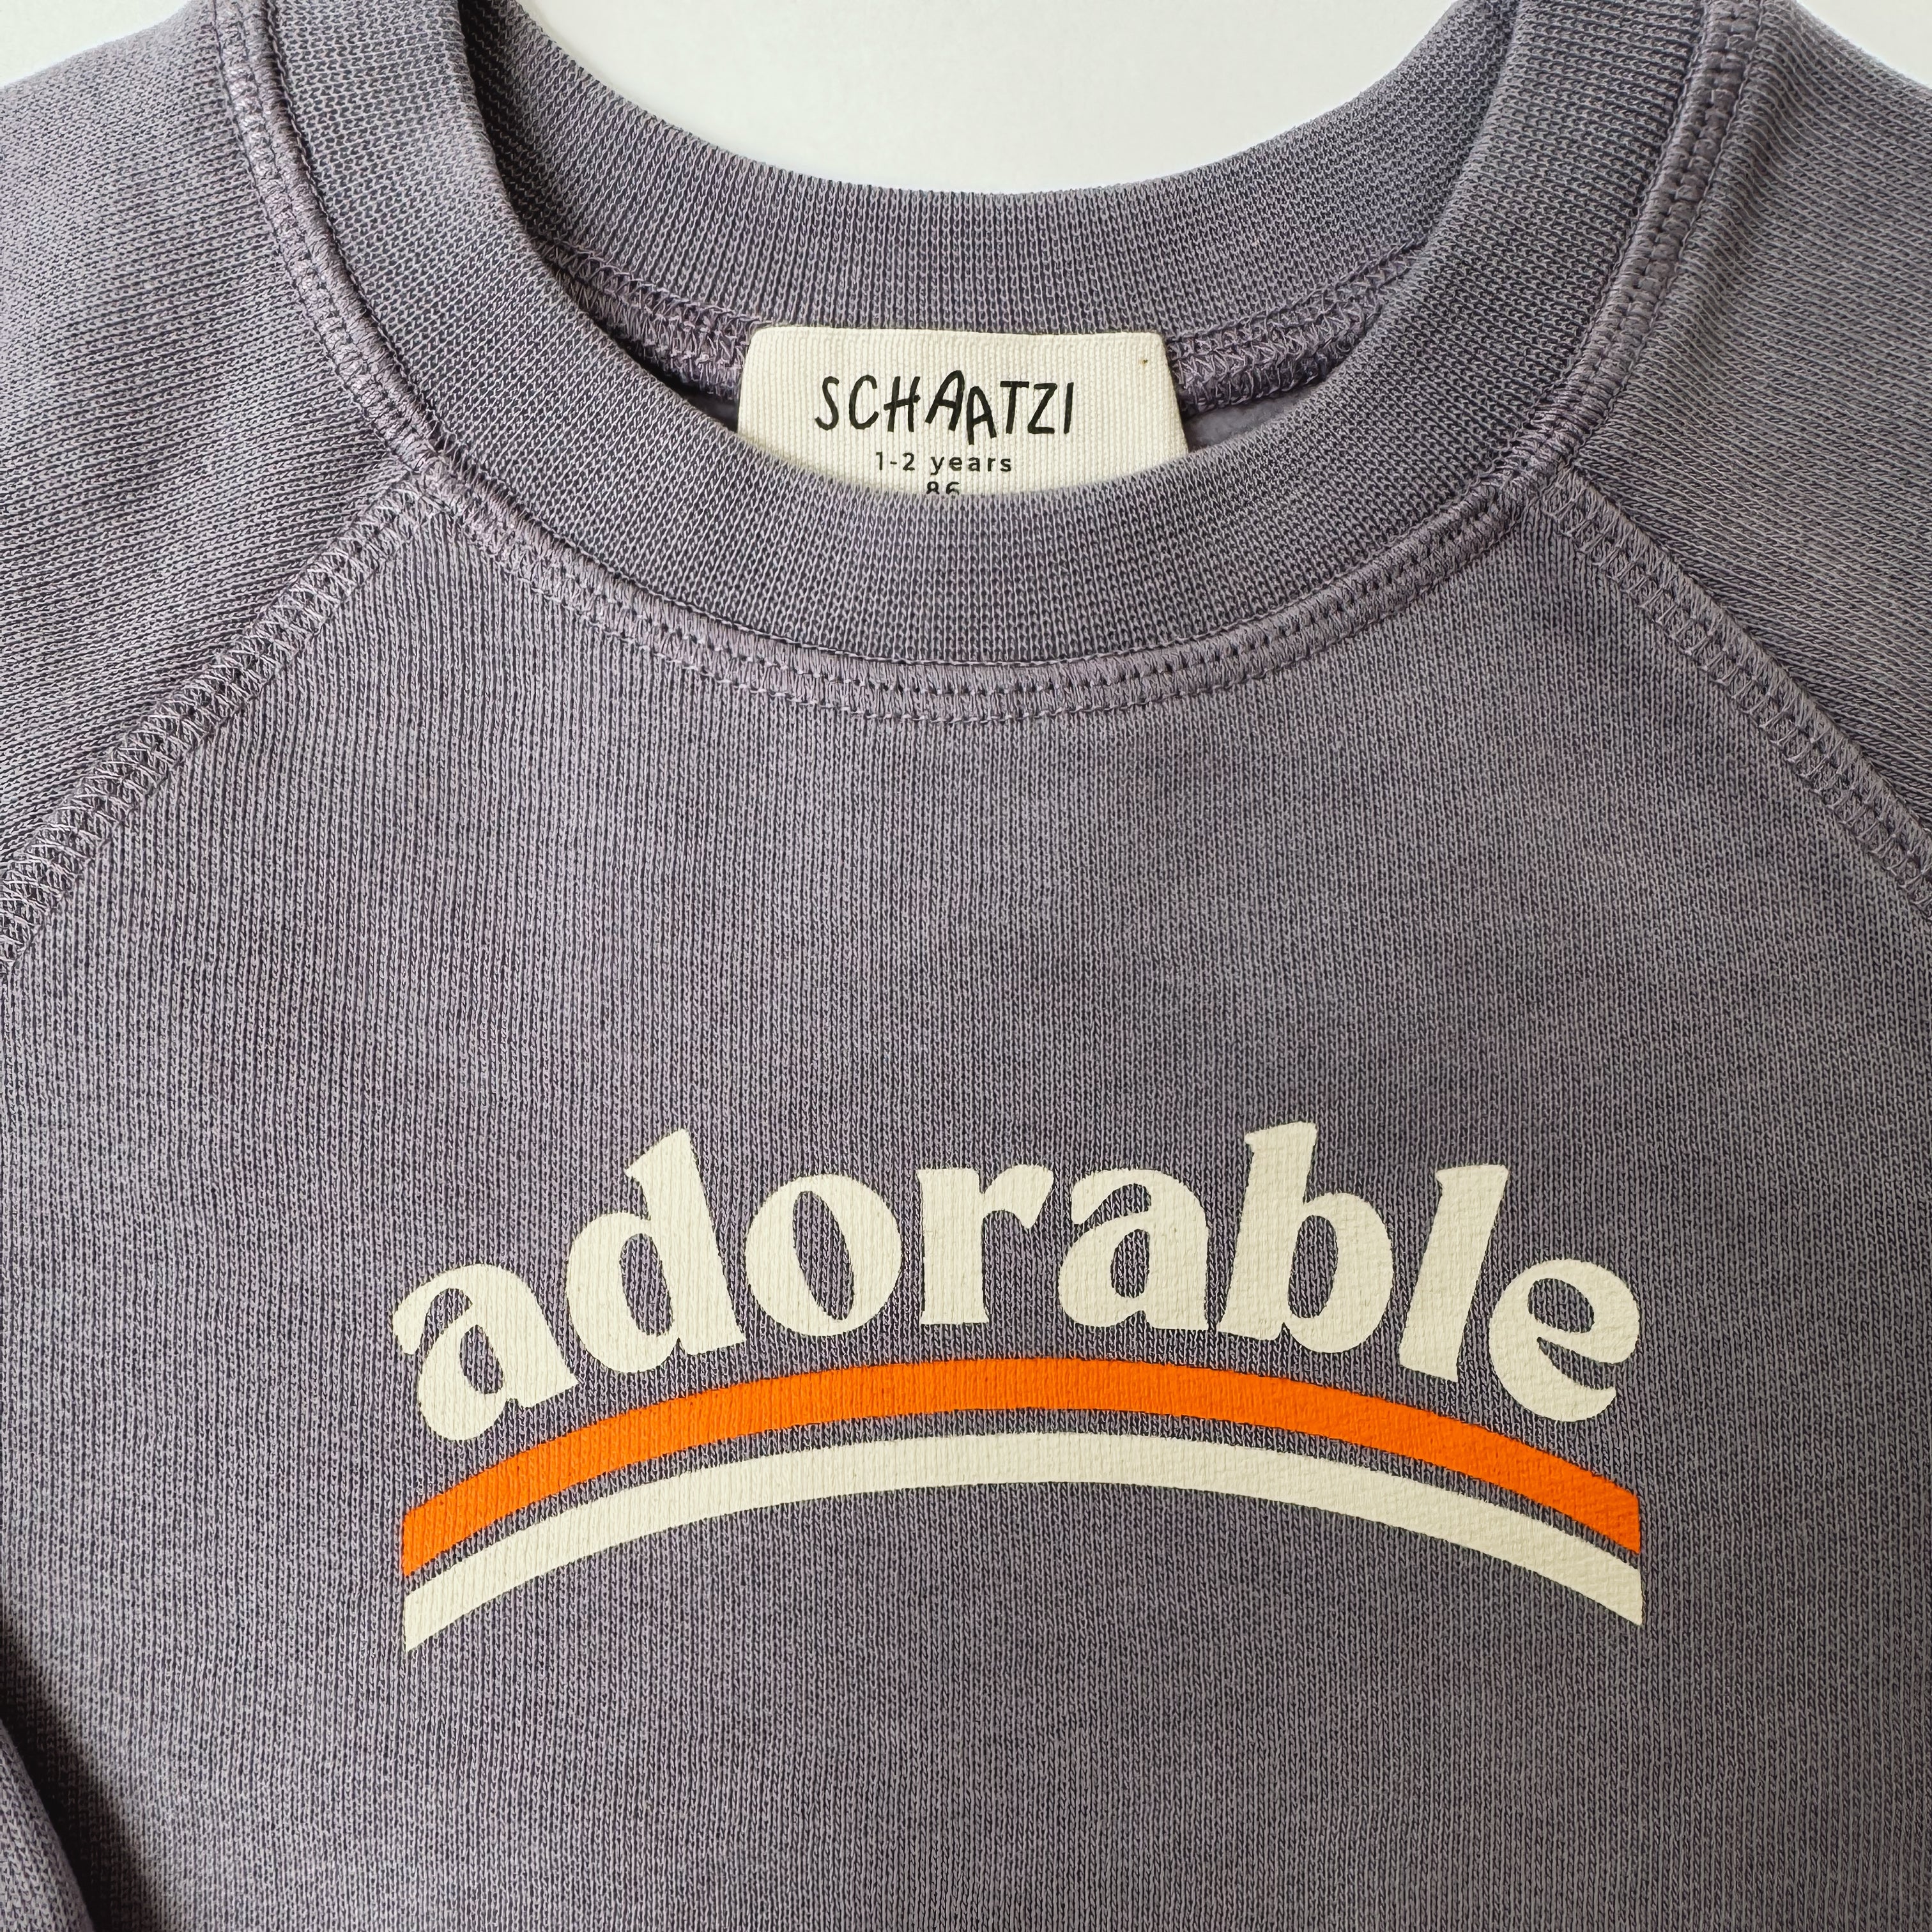 SCHAATZI
1-2 years
86
adorable